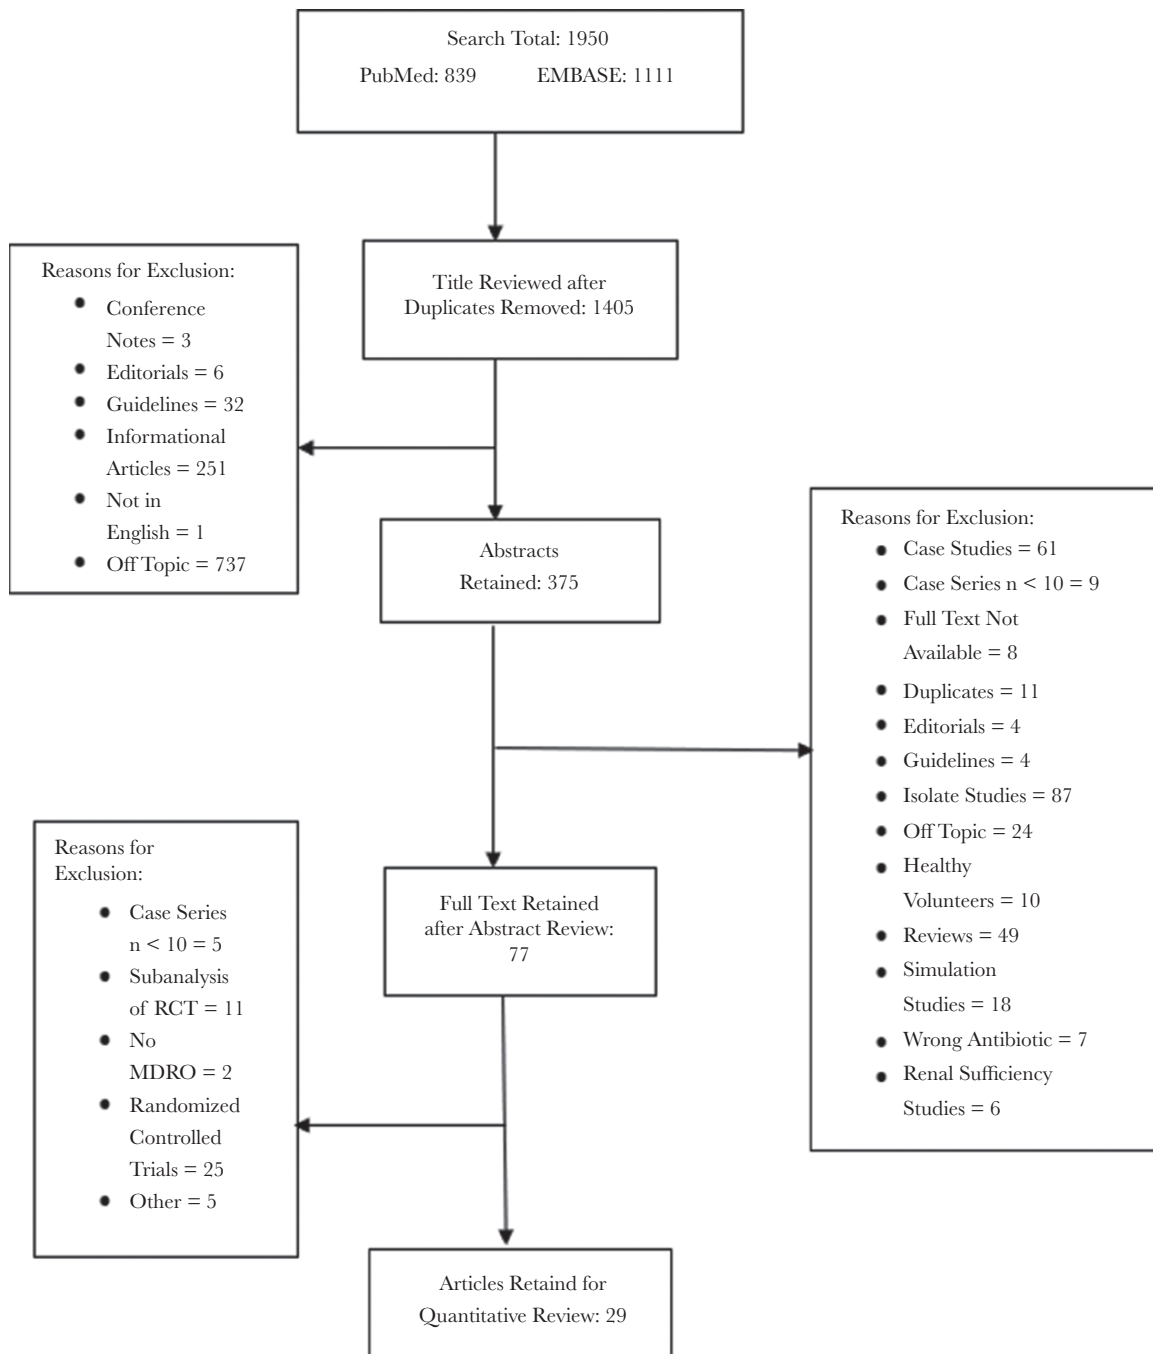 Search Total: 1950
PubMed: 839 EMBASE: 1111
Title Reviewed after
Duplicates Removed: 1405
Reasons for Exclusion:
• Conference
Notes = 3
• Editorials = 6
• Guidelines = 32
• Informational
Articles = 251
• Not in
English = 1
• Off Topic = 737
Abstracts
Retained: 375
Reasons for Exclusion:
• Case Studies = 61
• Case Series n < 10 = 9
• Full Text Not
Available = 8
• Duplicates = 11
• Editorials = 4
• Guidelines = 4
• Isolate Studies = 87
• Off Topic = 24
• Healthy
Volunteers = 10
• Reviews = 49
• Simulation
Studies = 18
• Wrong Antibiotic = 7
• Renal Sufficiency
Studies = 6
Full Text Retained
after Abstract Review:
77
Reasons for
Exclusion:
• Case Series
n < 10 = 5
• Subanalysis
of RCT = 11
• No
MDRO = 2
• Randomized
Controlled
Trials = 25
• Other = 5
Articles Retaind for
Quantitative Review: 29